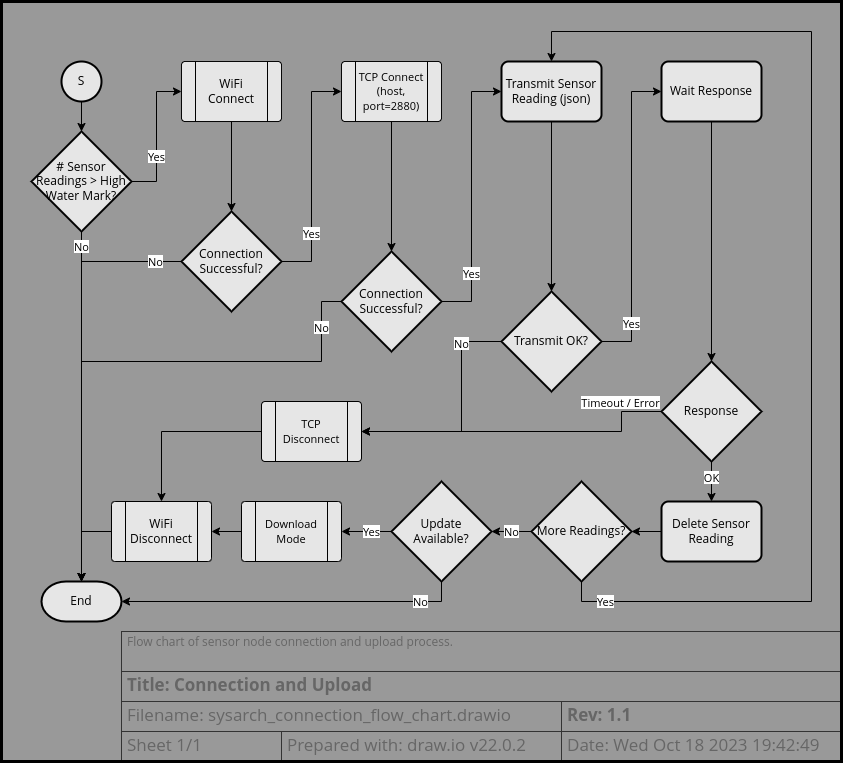 S
WiFi
Connect
TCP Connect
(host,
port=2880)
Transmit Sensor
Reading (json)
Wait Response
Yes
# Sensor
Readings > High
Water Mark?
No
No
Connection
Successful?
Yes
Connection
Successful?
Yes
No
Transmit OK?
Yes
No
Timeout / Error
Response
TCP
Disconnect
OK
WiFi
Disconnect
Download
Mode
Yes
Update
Available?
No
More Readings?
Delete Sensor
Reading
End
No
Yes
Flow chart of sensor node connection and upload process.
Title: Connection and Upload
Filename: sysarch_connection_flow_chart.drawio
Rev: 1.1
Sheet 1/1
Prepared with: draw.io v22.0.2
Date: Wed Oct 18 2023 19:42:49